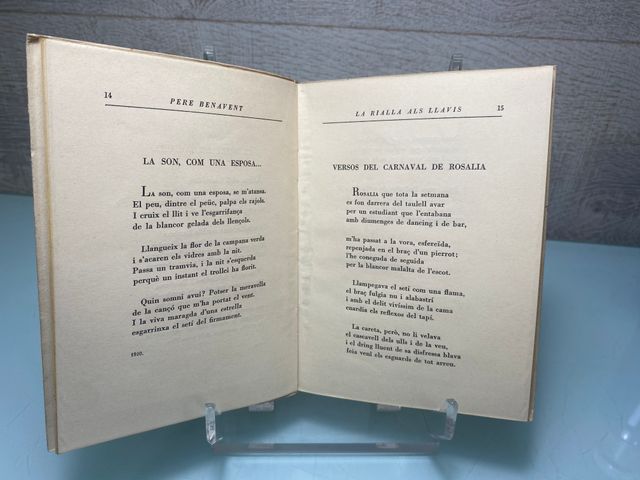 14
PERE BENAVENT
LA SON, COM UNA ESPOSA...
LA son, com una esposa, se m'atansa.
El peu, dintre el peüc, palpa els rajols.
I cruix el llit i ve l'esgarrifança
de la blancor gelada dels llençols.
Llangueix la flor de la campana verda
i s'acaren els vidres amb la nit.
Passa un tramvia, i la nit s'esquerda
perquè un instant el trollei ha florit.
Quin somni avui? Potser la meravella
de la cançó que m'ha portat el vent.
I la viva maragda d'una estrella
esgarrinxa el setí del firmament.
1920.
LA RIALLA ALS LLAVIS
15
VERSOS DEL CARNAVAL DE ROSALIA
ROSALIA que tota la setmana
es fon darrera del taulell avar
per un estudiant que l'entabana
amb diumenges de dancing i de bar,
m'ha passat a la vora, esfereïda,
repenjada en el braç d'un pierrot;
l'he coneguda de seguida
per la blancor malalta de l'escot.
Llampegava el setí com una flama,
el braç fulgia nu i alabastrí
i amb el delit vivíssim de la cama
enardia els reflexos del tapí.
La careta, però, no li velava
el cascavell dels ulls i de la veu,
i el dring lluent de sa disfressa blava
feia venl els esguards de tot arreu.